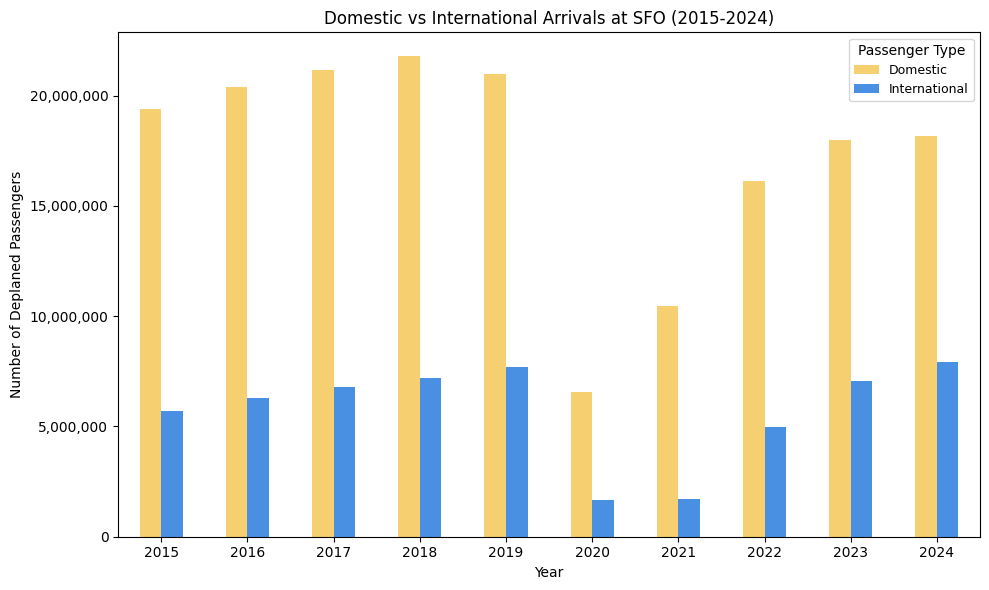 Domestic vs International Arrivals at SFO (2015-2024)
Passenger Type
Domestic
International
Number of Deplaned Passengers
20,000,000
15,000,000
10,000,000
5,000,000
0
2015 2016 2017 2018 2019 2020 2021 2022 2023 2024
Year